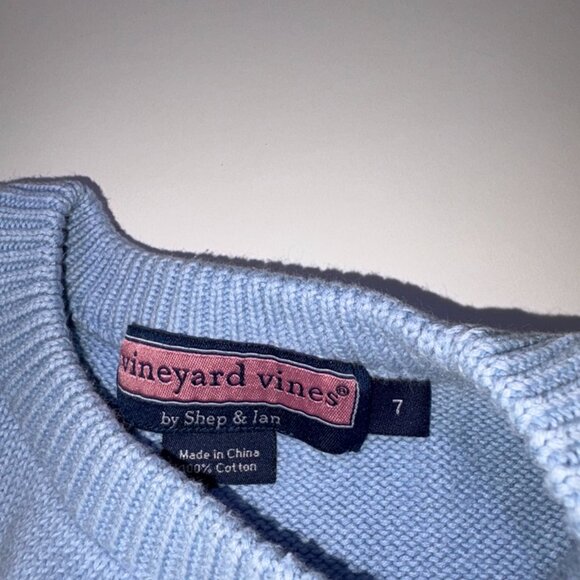 vineyard vines®
by Shep & Ian
7
Made in China
100% Cotton